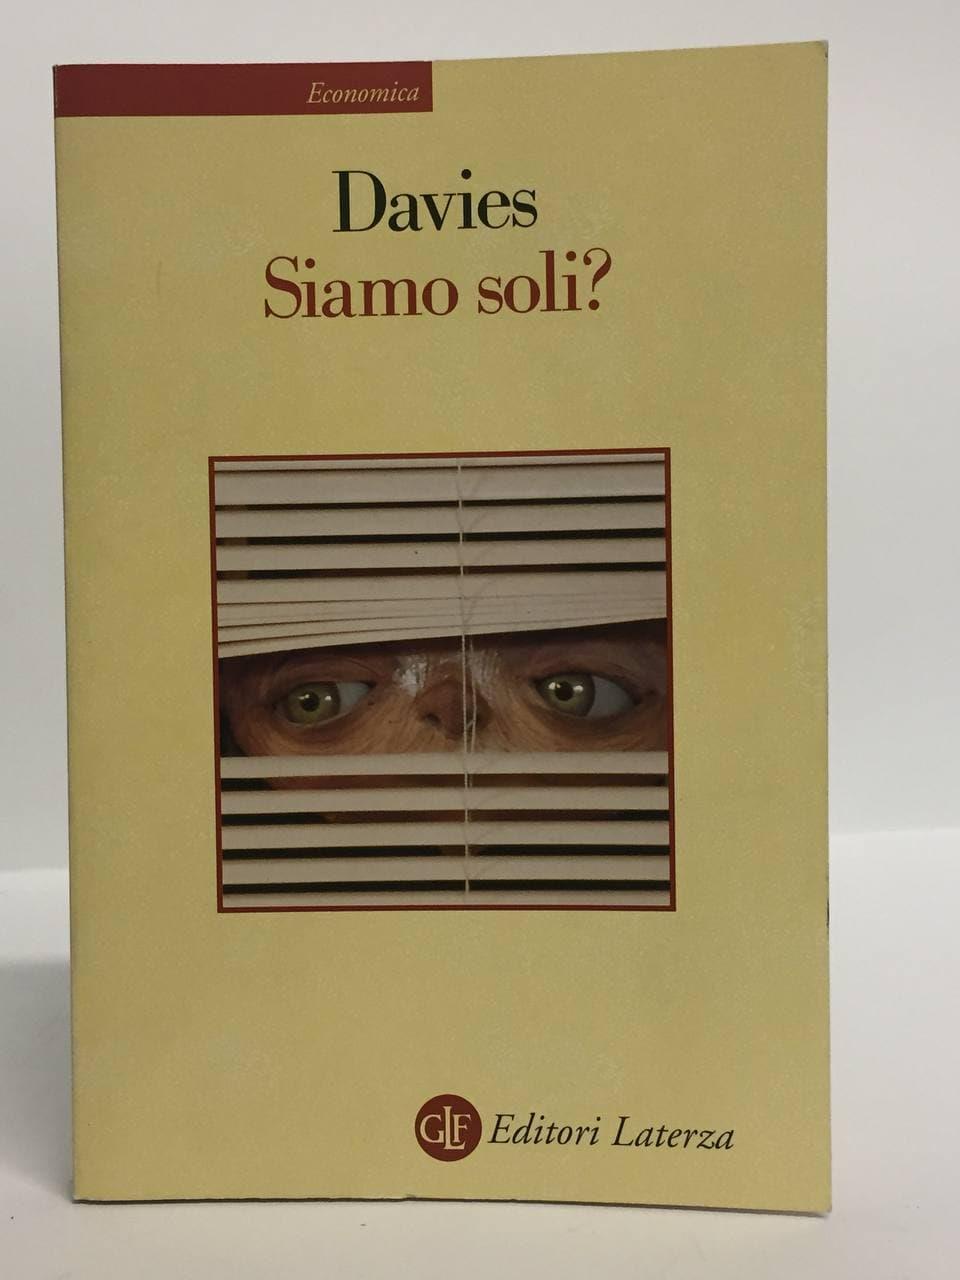 Economica
Davies
Siamo soli?
GLF Editori Laterza